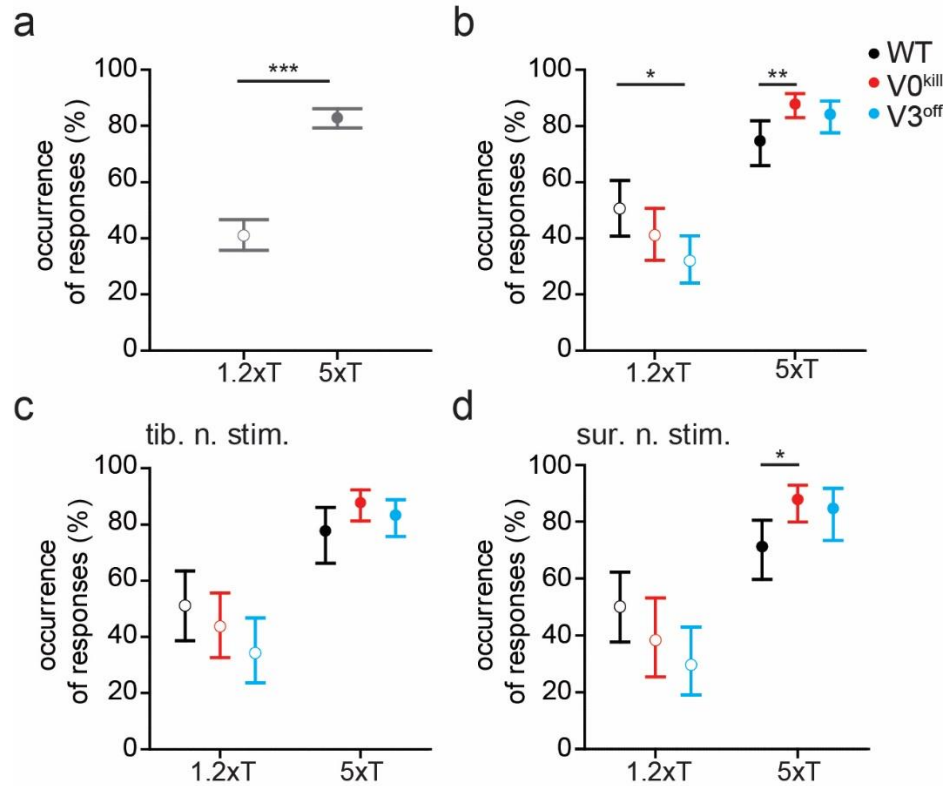 a
occurrence
of responses (%)
100
80
60
40
20
0
***
1.2xT 5xT
b
occurrence
of responses (%)
100
80
60
40
20
0
*
**
1.2xT 5xT
WT
V0kill
V3off
c
tib. n. stim.
occurrence
of responses (%)
100
80
60
40
20
0
1.2xT 5xT
d
sur. n. stim.
occurrence
of responses (%)
100
80
60
40
20
0
*
1.2xT 5xT